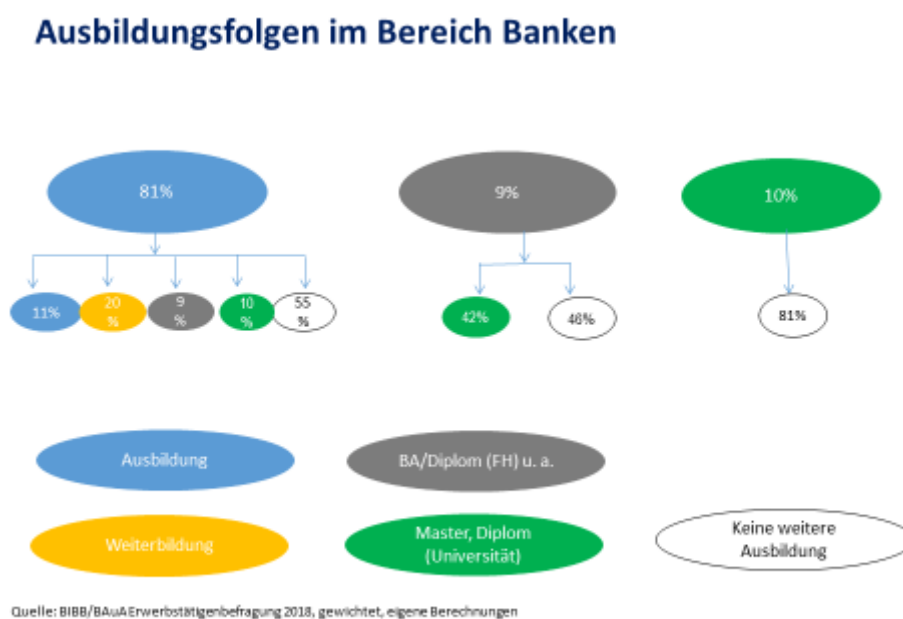 Ausbildungsfolgen im Bereich Banken
81%
9%
10%
11%
20
%
9
%
10
%
55
%
42%
46%
81%
Ausbildung
BA/Diplom (FH) u. a.
Weiterbildung
Master, Diplom
(Universität)
Keine weitere
Ausbildung
Quelle: BIBB/BAuA Erwerbstätigenbefragung 2018, gewichtet, eigene Berechnungen